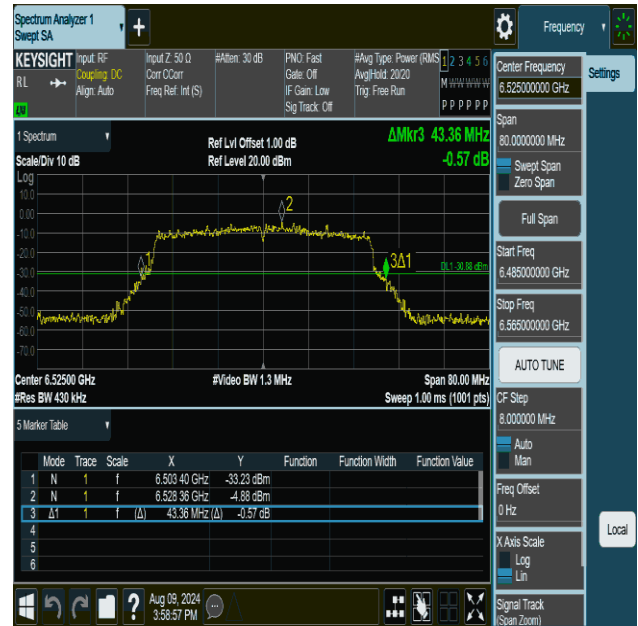 Spectrum Analyzer 1
Swept SA
+
Frequency
KEYSIGHT
RL
Input: RF
Coupling: DC
Align: Auto
Input Z: 50 Ω
Corr CCorr
Freq Ref: Int (S)
#Atten: 30 dB
PNO: Fast
Gate: Off
IF Gain: Low
Sig Track: Off
#Avg Type: Power (RMS
Avg|Hold: 20/20
Trig: Free Run
1 2 3 4 5 6
M W W W W W
P P P P P P
1 Spectrum
Scale/Div 10 dB
Ref Lvl Offset 1.00 dB
Ref Level 20.00 dBm
ΔMkr3 43.36 MHz
-0.57 dB
Log
10.0
0.00
-10.0
-20.0
-30.0
-40.0
-50.0
-60.0
-70.0
1
2
3Δ1
DL1 -30.88 dBm
Center 6.52500 GHz
#Res BW 430 kHz
#Video BW 1.3 MHz
Span 80.00 MHz
Sweep 1.00 ms (1001 pts)
5 Marker Table
Mode Trace Scale X Y Function Function Width Function Value
1 N 1 f 6.503 40 GHz -33.23 dBm
2 N 1 f 6.528 36 GHz -4.88 dBm
3 Δ1 1 f (Δ) 43.36 MHz (Δ) -0.57 dB
4
5
6
Aug 09, 2024
3:58:57 PM
?
Center Frequency
6.525000000 GHz
Span
80.0000000 MHz
Swept Span
Zero Span
Full Span
Start Freq
6.485000000 GHz
Stop Freq
6.565000000 GHz
AUTO TUNE
CF Step
8.000000 MHz
Auto
Man
Freq Offset
0 Hz
X Axis Scale
Log
Lin
Signal Track
(Span Zoom)
Settings
Local